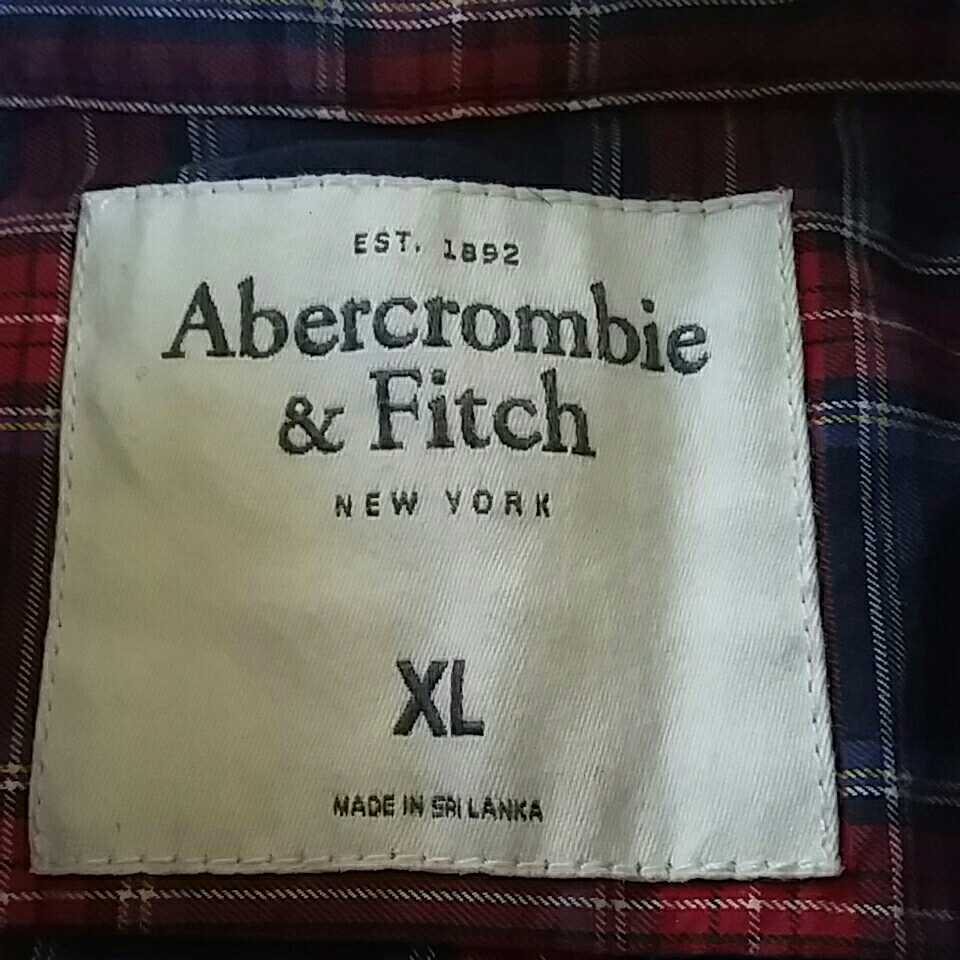 EST. 1892
Abercrombie
& Fitch
NEW YORK
XL
MADE IN SRI LANKA